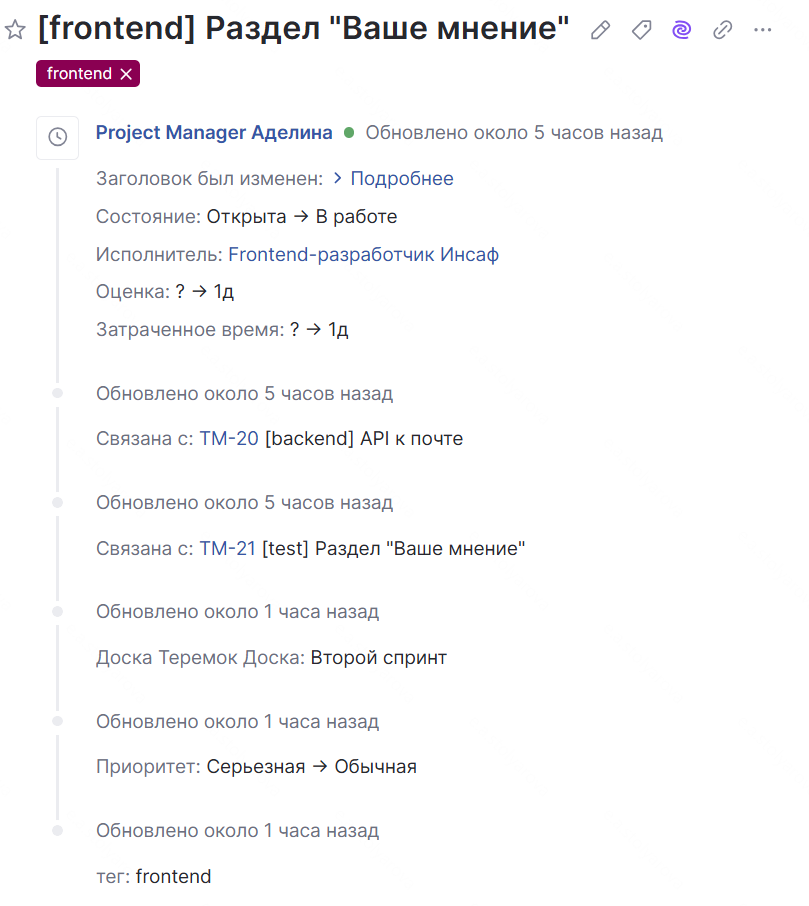 [frontend] Раздел "Ваше мнение"
frontend
Project Manager Аделина Обновлено около 5 часов назад
Заголовок был изменен: > Подробнее
Состояние: Открыта → В работе
Исполнитель: Frontend-разработчик Инсаф
Оценка: ? → 1д
Затраченное время: ? → 1д
Обновлено около 5 часов назад
Связана с: TM-20 [backend] API к почте
Обновлено около 5 часов назад
Связана с: TM-21 [test] Раздел "Ваше мнение"
Обновлено около 1 часа назад
Доска Теремок Доска: Второй спринт
Обновлено около 1 часа назад
Приоритет: Серьезная → Обычная
Обновлено около 1 часа назад
тег: frontend